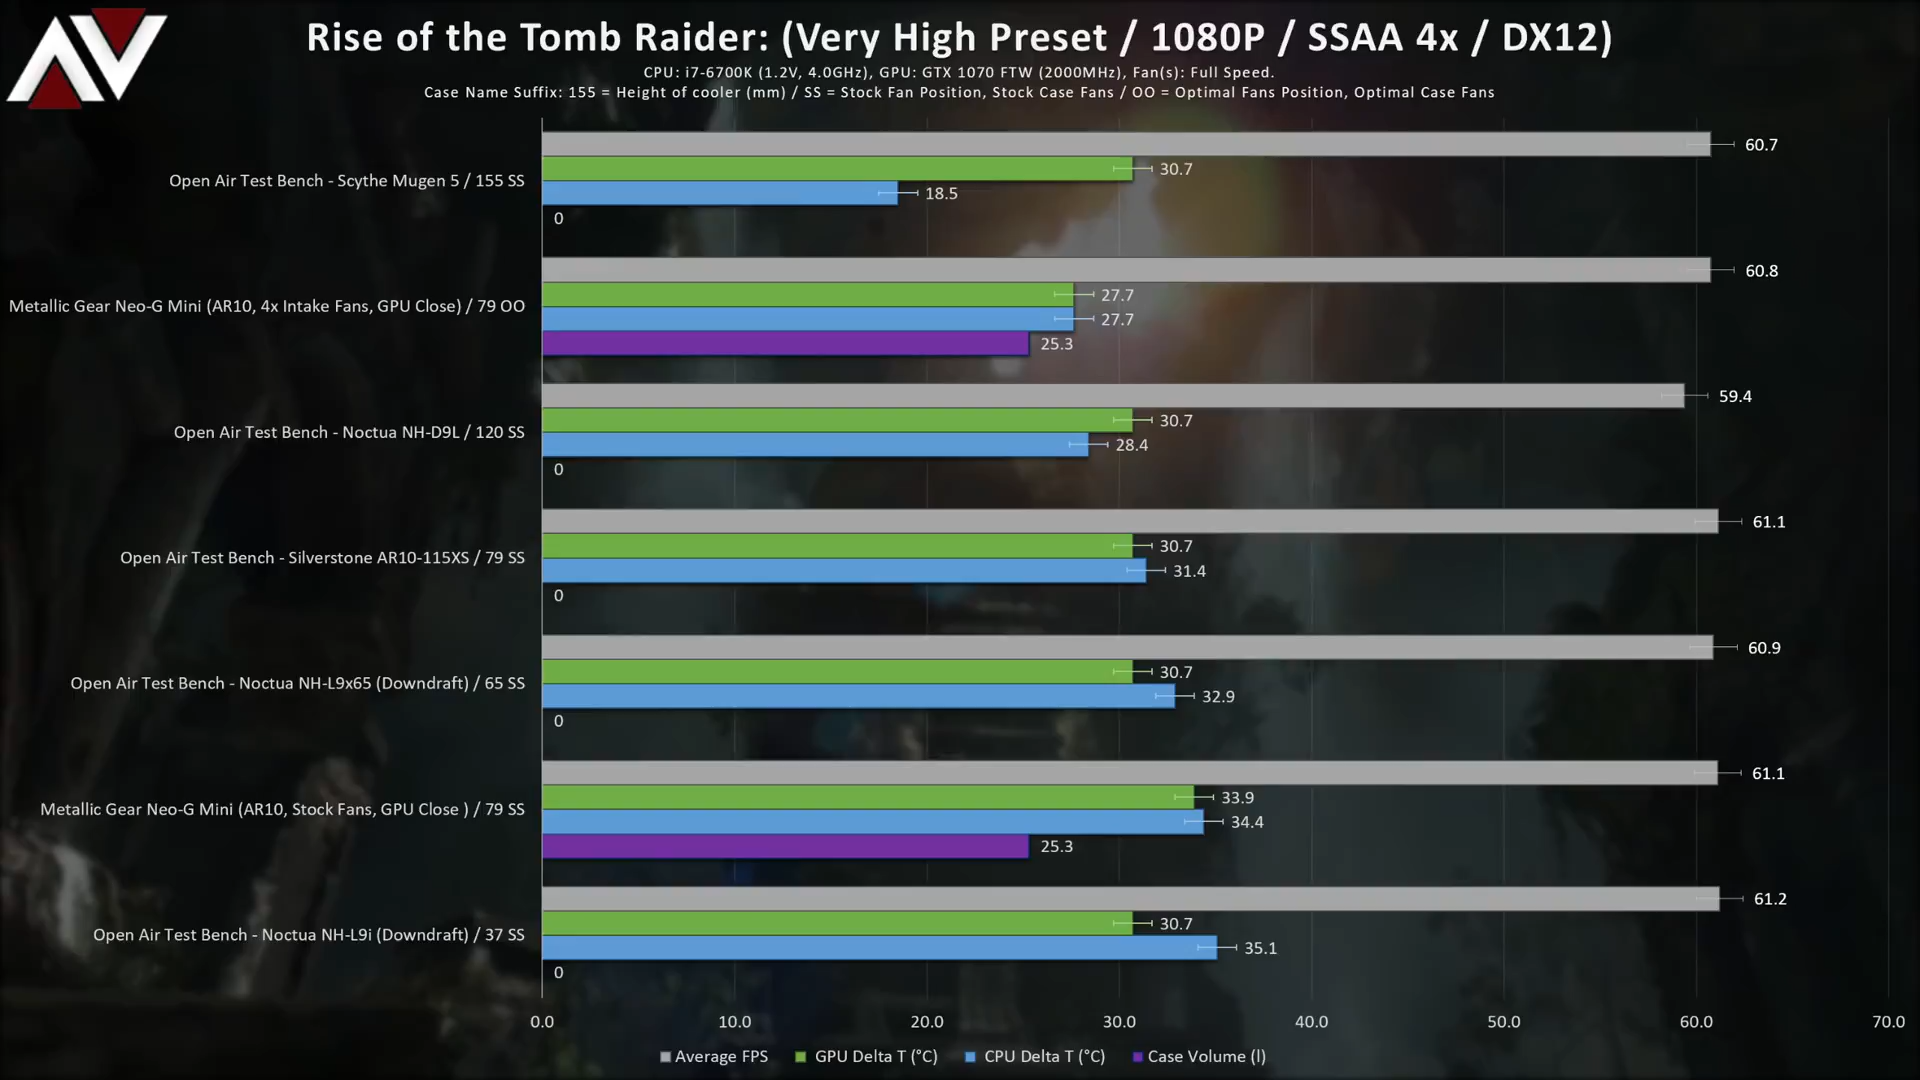 AV
Rise of the Tomb Raider: (Very High Preset / 1080P / SSAA 4x / DX12)
CPU: i7-6700K (1.2V, 4.0GHz), GPU: GTX 1070 FTW (2000MHz), Fan(s): Full Speed.
Case Name Suffix: 155 = Height of cooler (mm) / SS = Stock Fan Position, Stock Case Fans / OO = Optimal Fans Position, Optimal Case Fans
Open Air Test Bench - Scythe Mugen 5 / 155 SS
60.7
30.7
18.5
0
Metallic Gear Neo-G Mini (AR10, 4x Intake Fans, GPU Close) / 79 OO
60.8
27.7
27.7
25.3
Open Air Test Bench - Noctua NH-D9L / 120 SS
59.4
30.7
28.4
0
Open Air Test Bench - Silverstone AR10-115XS / 79 SS
61.1
30.7
31.4
0
Open Air Test Bench - Noctua NH-L9x65 (Downdraft) / 65 SS
60.9
30.7
32.9
0
Metallic Gear Neo-G Mini (AR10, Stock Fans, GPU Close ) / 79 SS
61.1
33.9
34.4
25.3
Open Air Test Bench - Noctua NH-L9i (Downdraft) / 37 SS
61.2
30.7
35.1
0
0.0 10.0 20.0 30.0 40.0 50.0 60.0 70.0
Average FPS GPU Delta T (°C) CPU Delta T (°C) Case Volume (l)